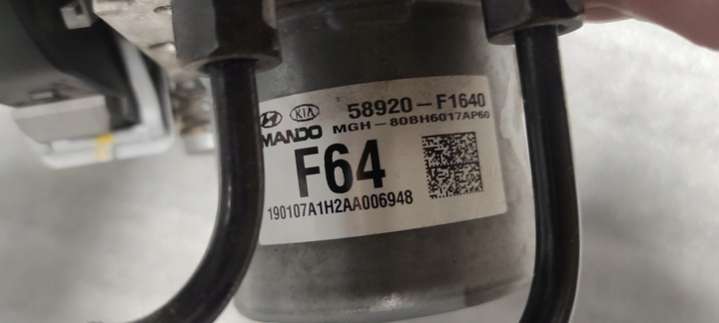 KIA 58920-F1640
MANDO MGH-80BH6017AP60
F64
190107A1H2AA006948